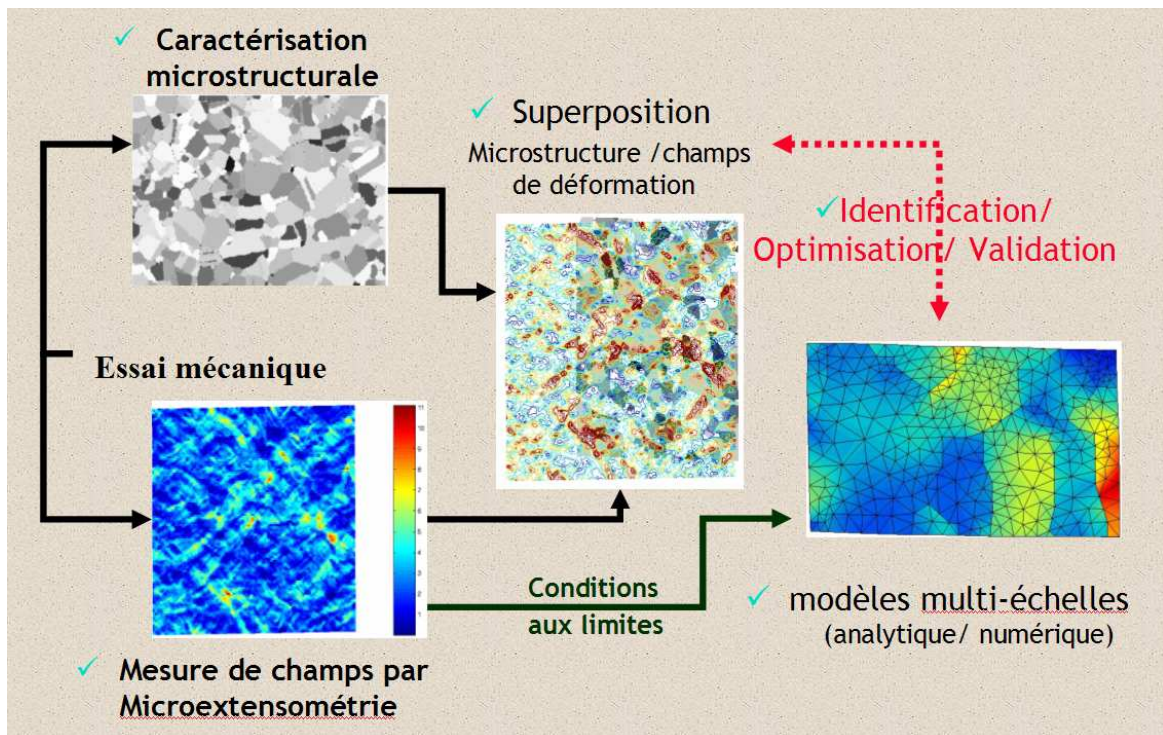 ✓ Caractérisation
microstructurale
✓ Superposition
Microstructure /champs
de déformation
✓Identification/
Optimisation/ Validation
Essai mécanique
11
Conditions
aux limites
✓ modèles multi-échelles
(analytique/ numérique)
✓ Mesure de champs par
Microextensométrie